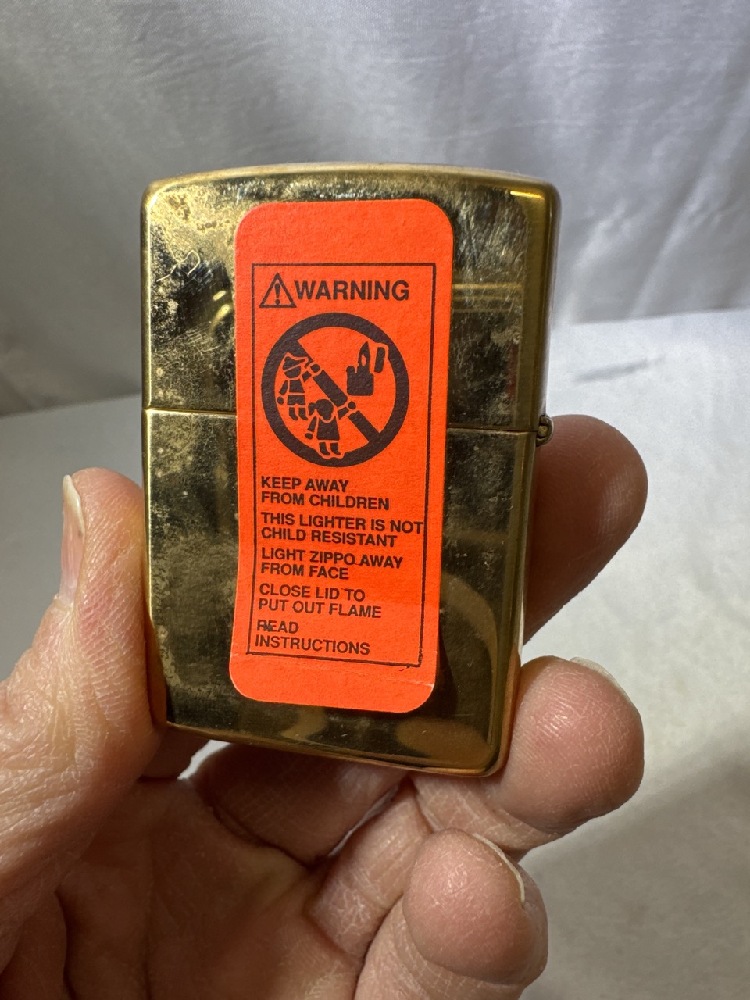 WARNING
KEEP AWAY
FROM CHILDREN
THIS LIGHTER IS NOT
CHILD RESISTANT
LIGHT ZIPPO AWAY
FROM FACE
CLOSE LID TO
PUT OUT FLAME
READ
INSTRUCTIONS